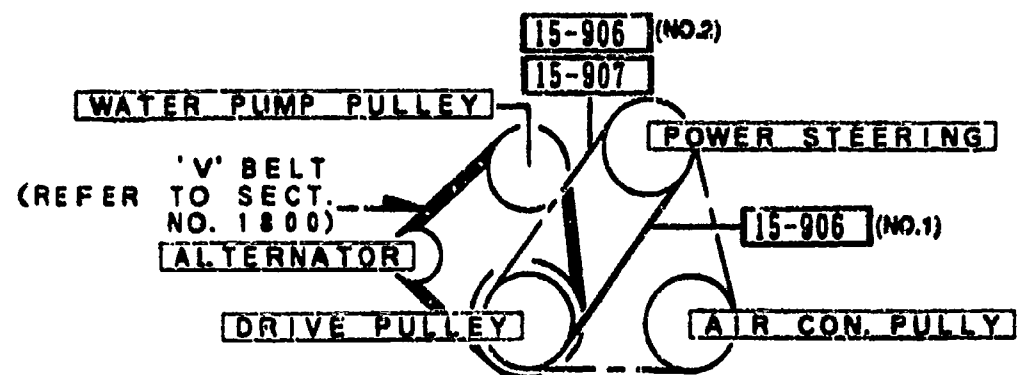 15-906 (NO.2)
15-907
WATER PUMP PULLEY
POWER STEERING
'V' BELT
(REFER TO SECT.
NO. 1800)
15-906 (NO.1)
ALTERNATOR
DRIVE PULLEY
AIR CON. PULLY